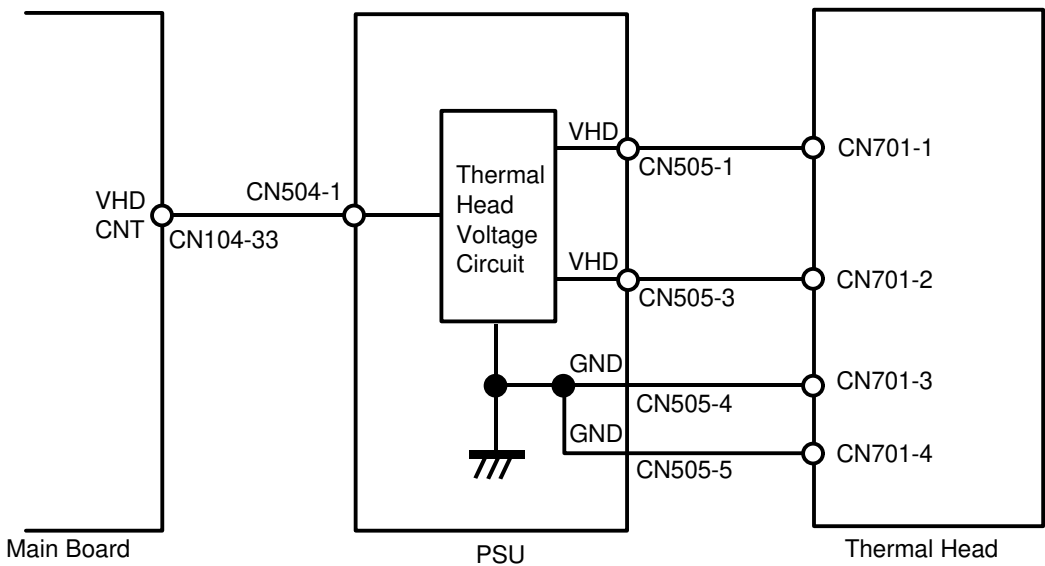 VHD
CNT
CN104-33
CN504-1
Thermal
Head
Voltage
Circuit
VHD
CN505-1
VHD
CN505-3
GND
CN505-4
GND
CN505-5
CN701-1
CN701-2
CN701-3
CN701-4
Main Board
PSU
Thermal Head